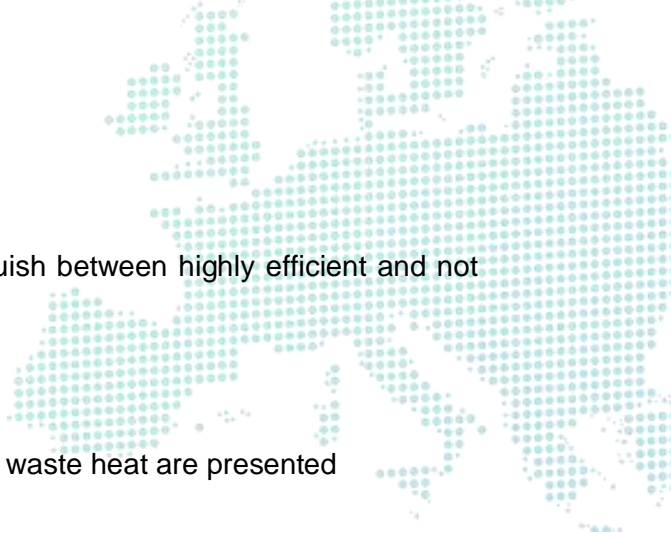 uish between highly efficient and not
waste heat are presented